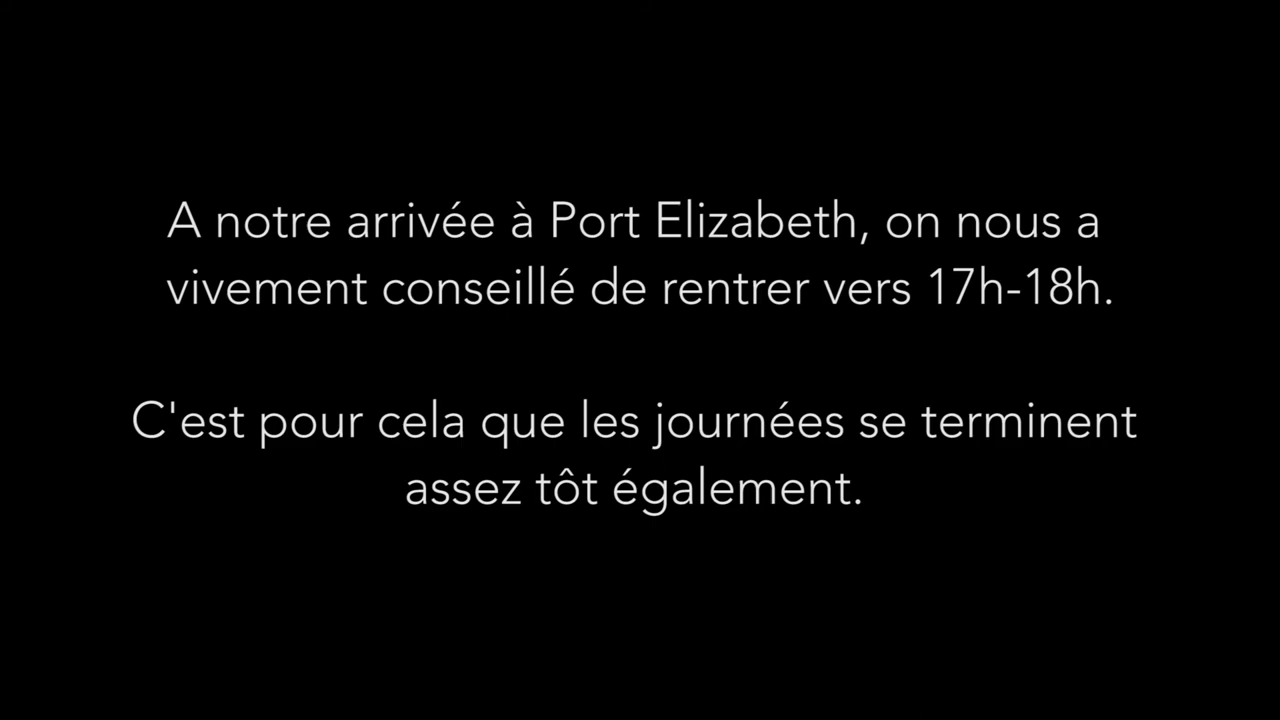 A notre arrivée à Port Elizabeth, on nous a
vivement conseillé de rentrer vers 17h-18h.
C'est pour cela que les journées se terminent
assez tôt également.